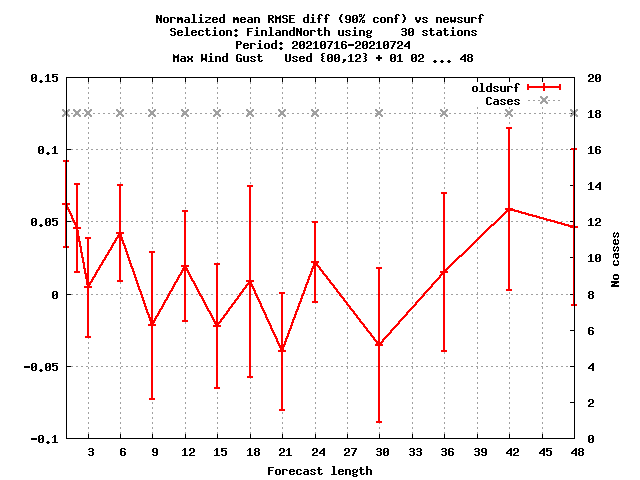 Normalized mean RMSE diff (90% conf) vs newsurf
Selection: FinlandNorth using    30 stations
Period: 20210716-20210724
Max Wind Gust   Used {00,12} + 01 02 ... 48
oldsurf
Cases
0.15
0.1
0.05
0
-0.05
-0.1
20
18
16
14
12
10
8
6
4
2
0
No cases
3 6 9 12 15 18 21 24 27 30 33 36 39 42 45 48
Forecast length